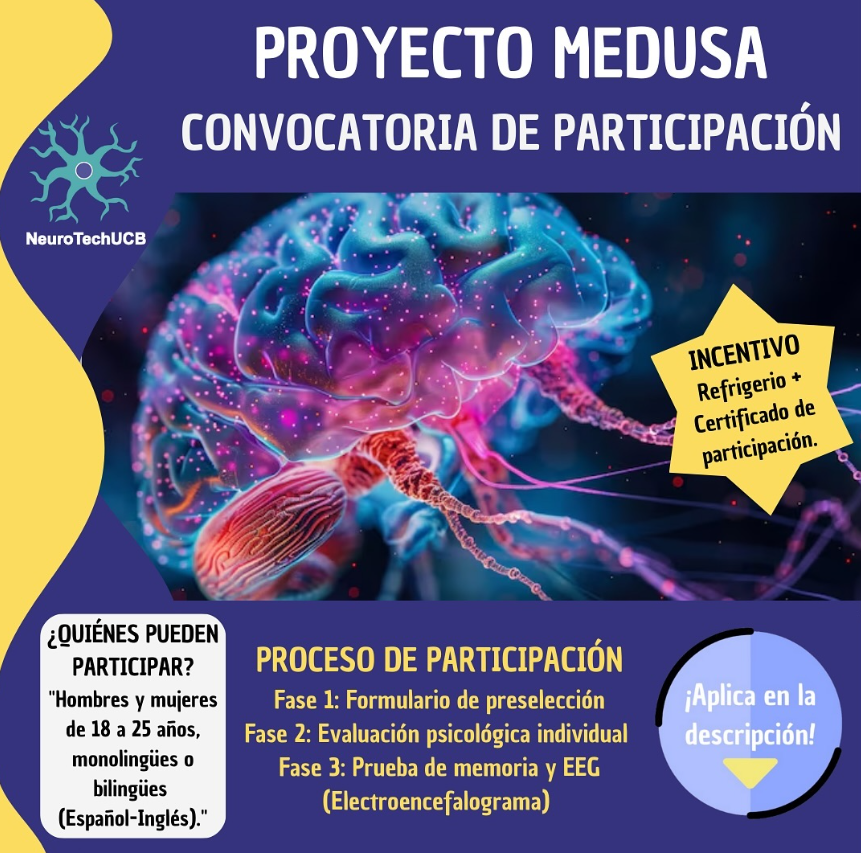 PROYECTO MEDUSA
CONVOCATORIA DE PARTICIPACIÓN
NeuroTechUCB
INCENTIVO
Refrigerio +
Certificado de
participación.
¿QUIÉNES PUEDEN
PARTICIPAR?
"Hombres y mujeres
de 18 a 25 años,
monolingües o
bilingües
(Español-Inglés)."
PROCESO DE PARTICIPACIÓN
Fase 1: Formulario de preselección
Fase 2: Evaluación psicológica individual
Fase 3: Prueba de memoria y EEG
(Electroencefalograma)
¡Aplica en la
descripción!